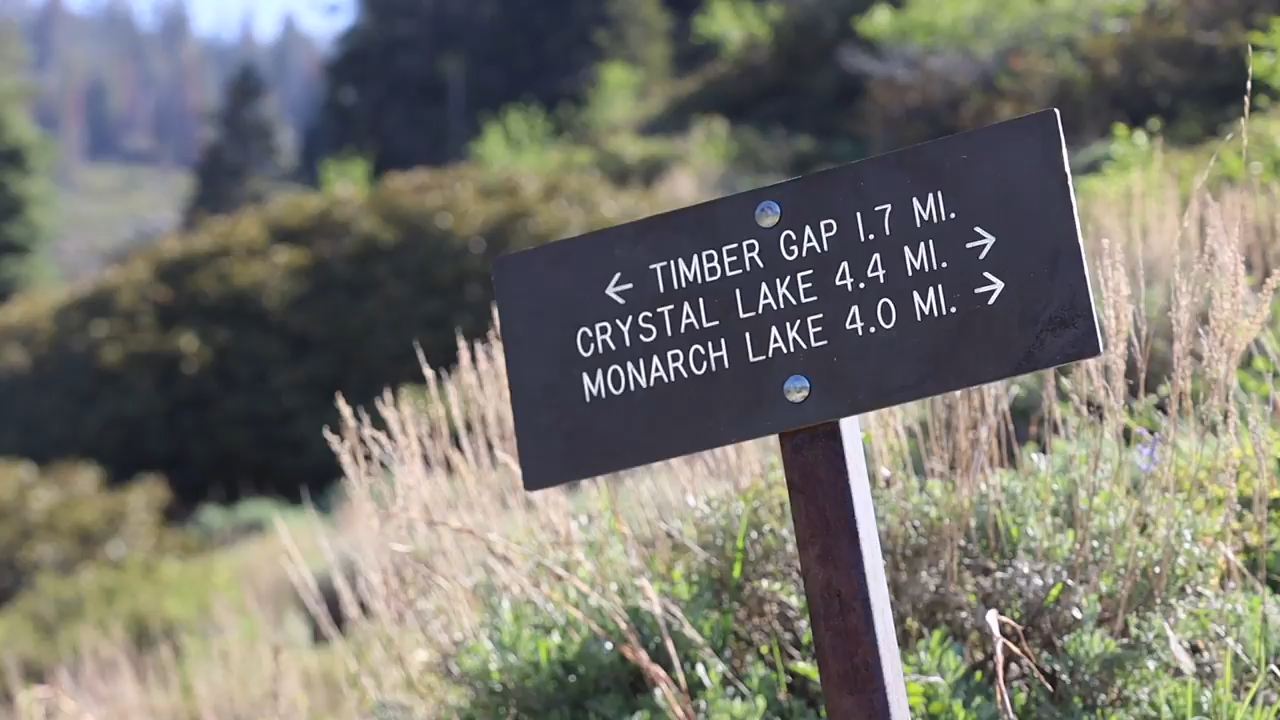 ← TIMBER GAP 1.7 MI.
CRYSTAL LAKE 4.4 MI. →
MONARCH LAKE 4.0 MI. →